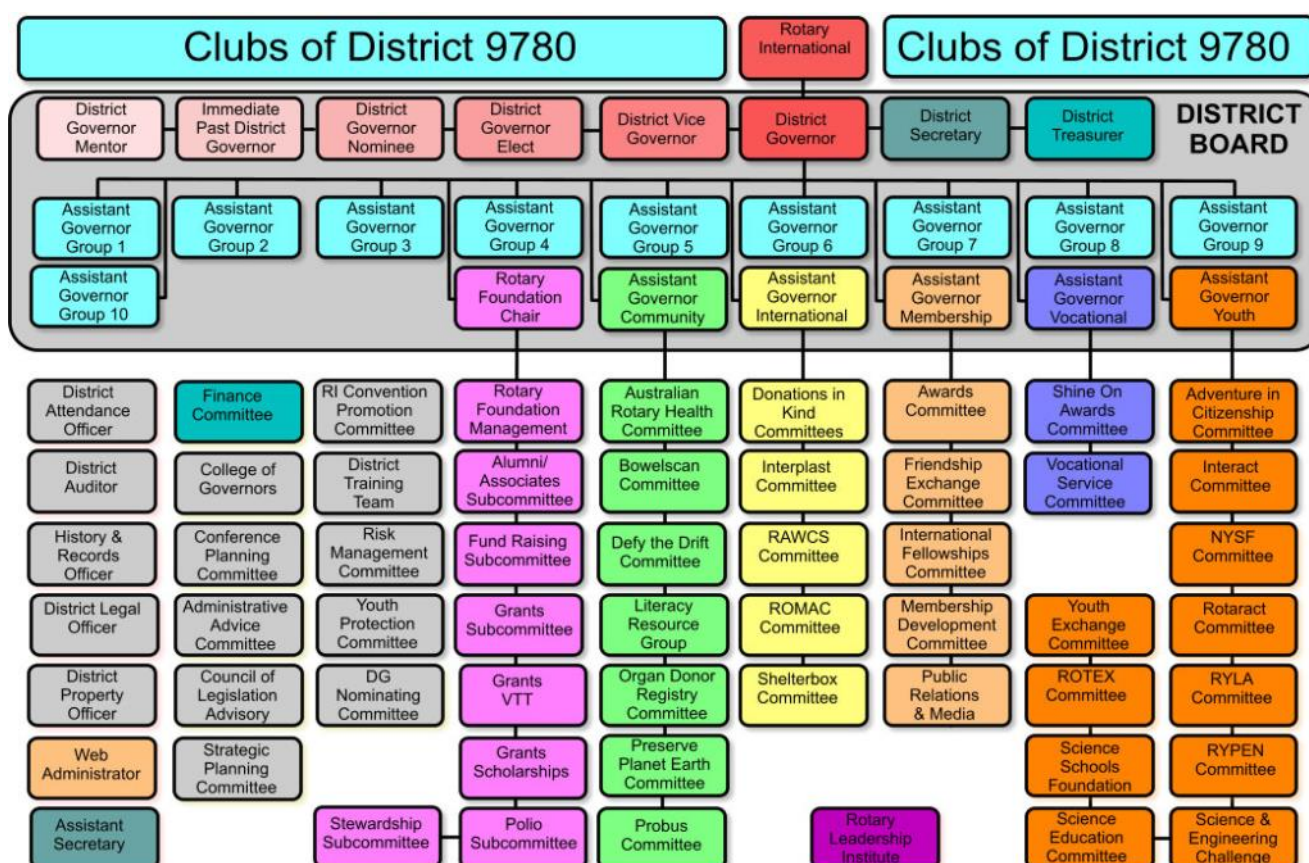 Clubs of District 9780
Rotary
International
Clubs of District 9780
District
Governor
Mentor
Immediate
Past District
Governor
District
Governor
Nominee
District
Governor
Elect
District Vice
Governor
District
Governor
District
Secretary
District
Treasurer
DISTRICT
BOARD
Assistant
Governor
Group 1
Assistant
Governor
Group 2
Assistant
Governor
Group 3
Assistant
Governor
Group 4
Assistant
Governor
Group 5
Assistant
Governor
Group 6
Assistant
Governor
Group 7
Assistant
Governor
Group 8
Assistant
Governor
Group 9
Assistant
Governor
Group 10
Rotary
Foundation
Chair
Assistant
Governor
Community
Assistant
Governor
International
Assistant
Governor
Membership
Assistant
Governor
Vocational
Assistant
Governor
Youth
District
Attendance
Officer
Finance
Committee
RI Convention
Promotion
Committee
Rotary
Foundation
Management
Australian
Rotary Health
Committee
Donations in
Kind
Committees
Awards
Committee
Shine On
Awards
Committee
Adventure in
Citizenship
Committee
District
Auditor
College of
Governors
District
Training
Team
Alumni/
Associates
Subcommittee
Bowelscan
Committee
Interplast
Committee
Friendship
Exchange
Committee
Vocational
Service
Committee
Interact
Committee
History &
Records
Officer
Conference
Planning
Committee
Risk
Management
Committee
Fund Raising
Subcommittee
Defy the Drift
Committee
RAWCS
Committee
International
Fellowships
Committee
NYSF
Committee
District Legal
Officer
Administrative
Advice
Committee
Youth
Protection
Committee
Grants
Subcommittee
Literacy
Resource
Group
ROMAC
Committee
Membership
Development
Committee
Youth
Exchange
Committee
Rotaract
Committee
District
Property
Officer
Council of
Legislation
Advisory
DG
Nominating
Committee
Grants
VTT
Organ Donor
Registry
Committee
Shelterbox
Committee
Public
Relations
& Media
ROTEX
Committee
RYLA
Committee
Web
Administrator
Strategic
Planning
Committee
Grants
Scholarships
Preserve
Planet Earth
Committee
Science
Schools
Foundation
RYPEN
Committee
Assistant
Secretary
Stewardship
Subcommittee
Polio
Subcommittee
Probus
Committee
Rotary
Leadership
Institute
Science
Education
Committee
Science &
Engineering
Challenge